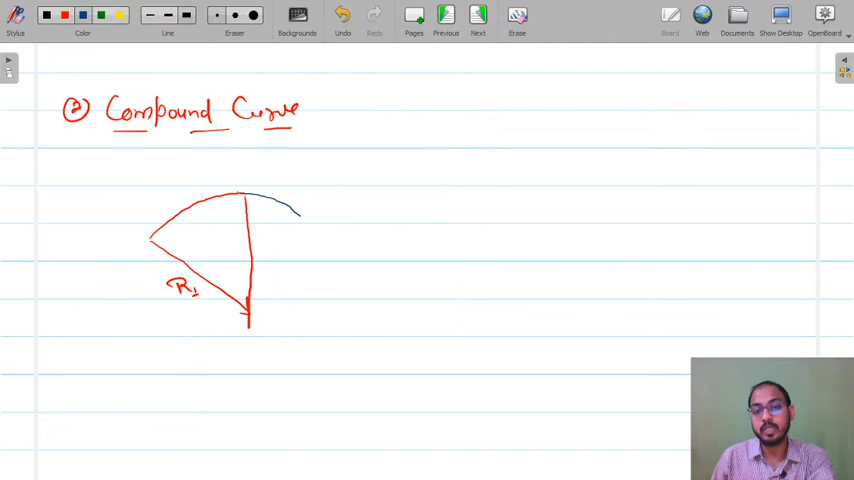 Stylus
Color
Line
Eraser
Backgrounds
Undo
Redo
Pages
Previous
Next
Erase
Board
Web
Documents
Show Desktop
OpenBoard
② Compound Curve
R₁